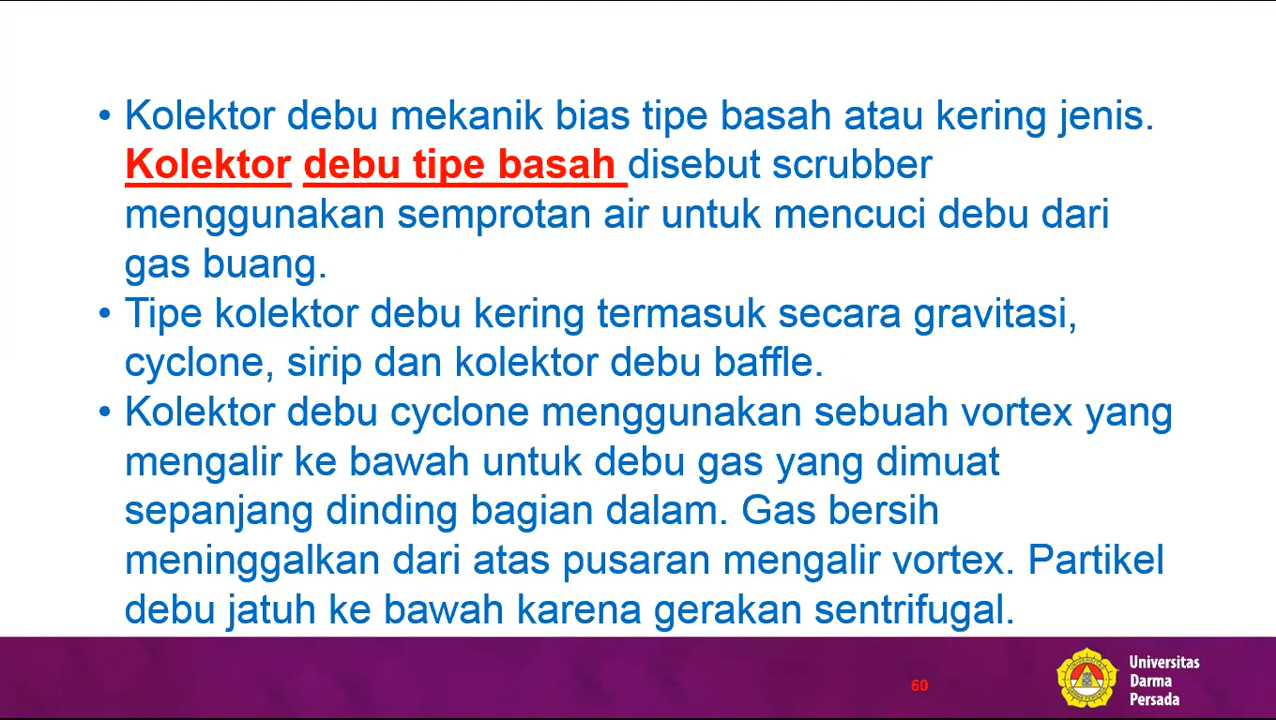 • Kolektor debu mekanik bias tipe basah atau kering jenis.
Kolektor debu tipe basah disebut scrubber
menggunakan semprotan air untuk mencuci debu dari
gas buang.
• Tipe kolektor debu kering termasuk secara gravitasi,
cyclone, sirip dan kolektor debu baffle.
• Kolektor debu cyclone menggunakan sebuah vortex yang
mengalir ke bawah untuk debu gas yang dimuat
sepanjang dinding bagian dalam. Gas bersih
meninggalkan dari atas pusaran mengalir vortex. Partikel
debu jatuh ke bawah karena gerakan sentrifugal.
60
Universitas
Darma
Persada